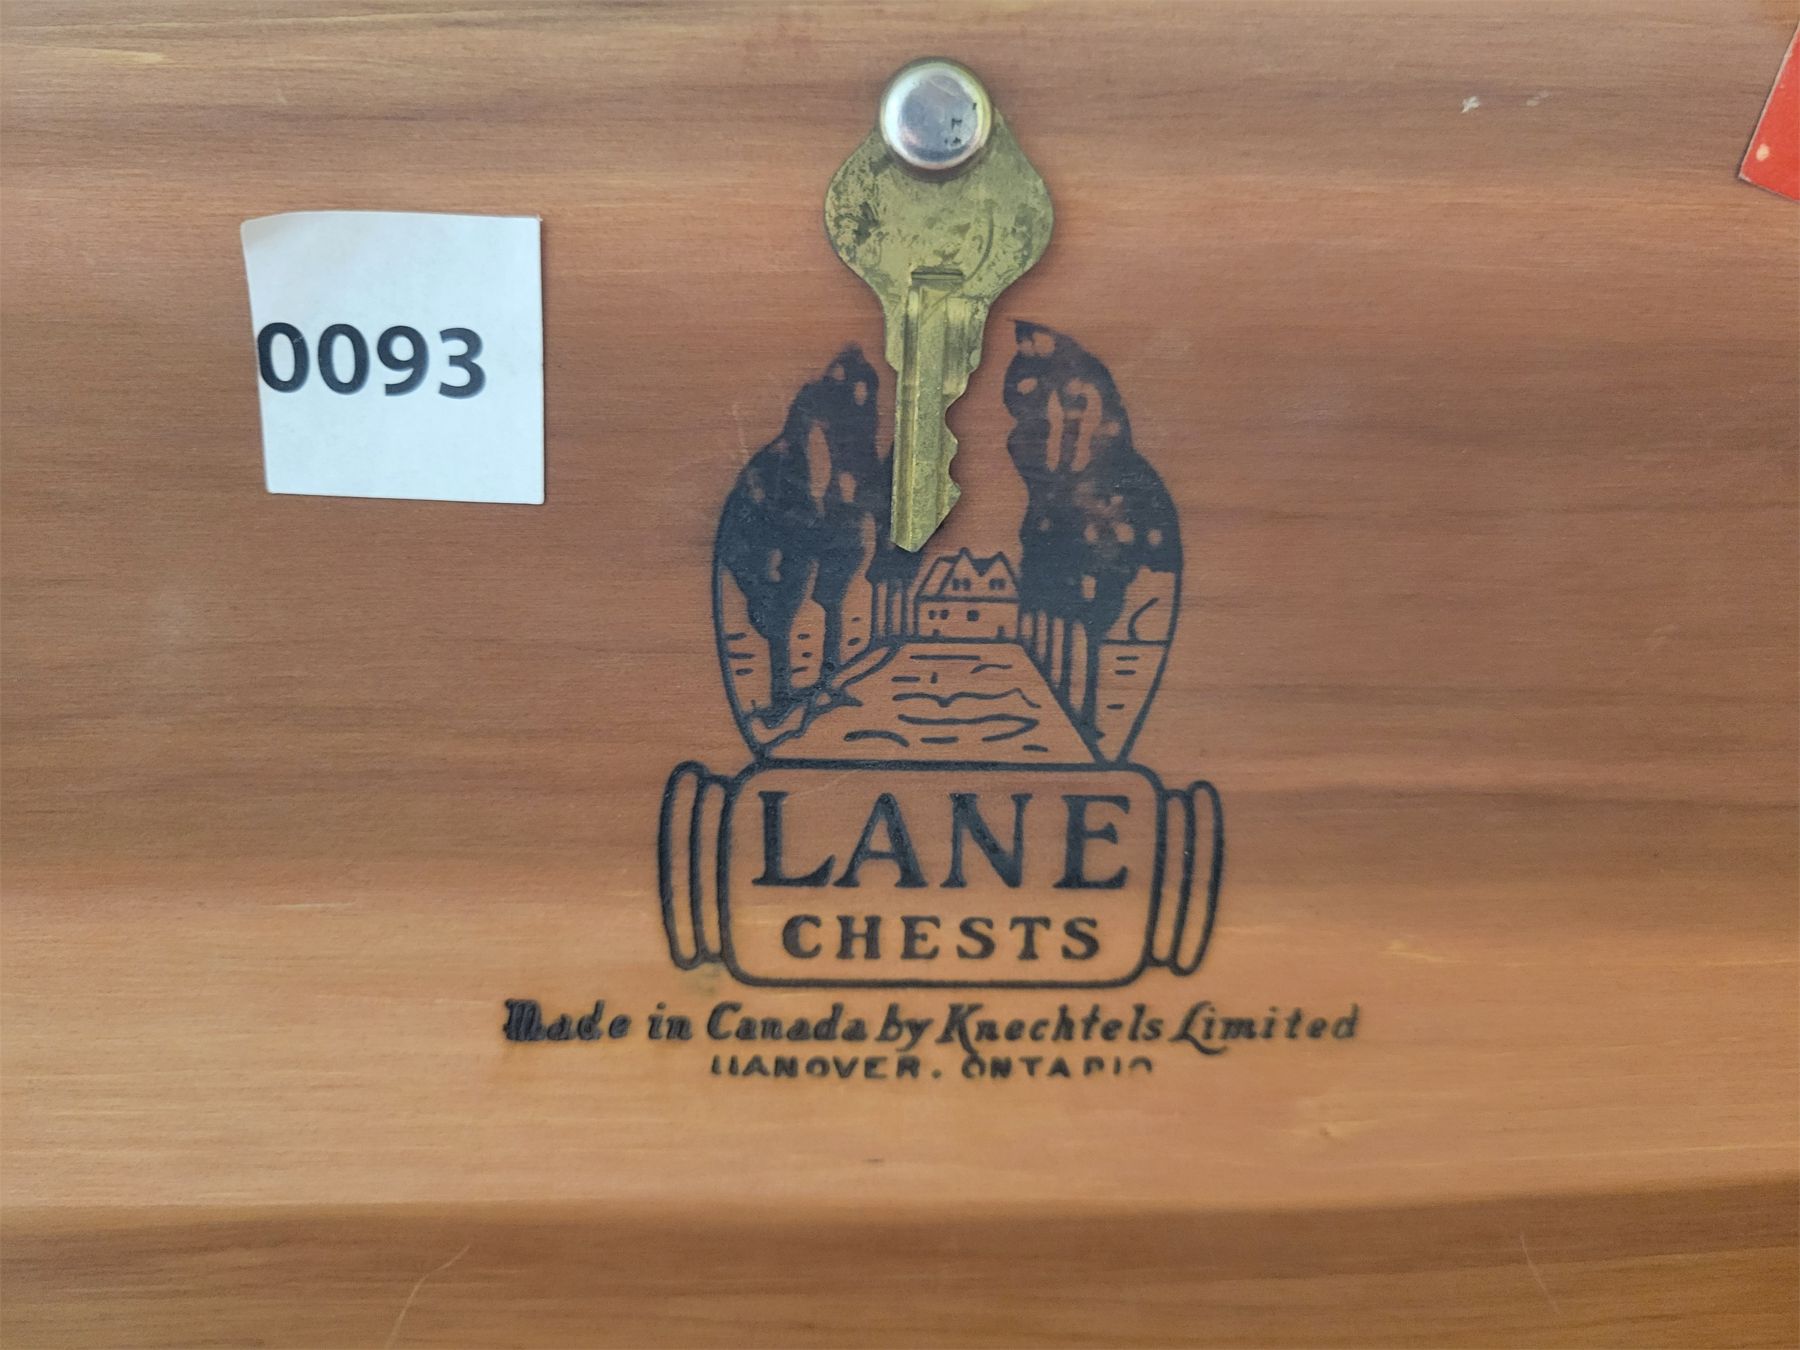 0093
LANE
CHESTS
Made in Canada by Knechtels Limited
HANOVER. ONTARIO